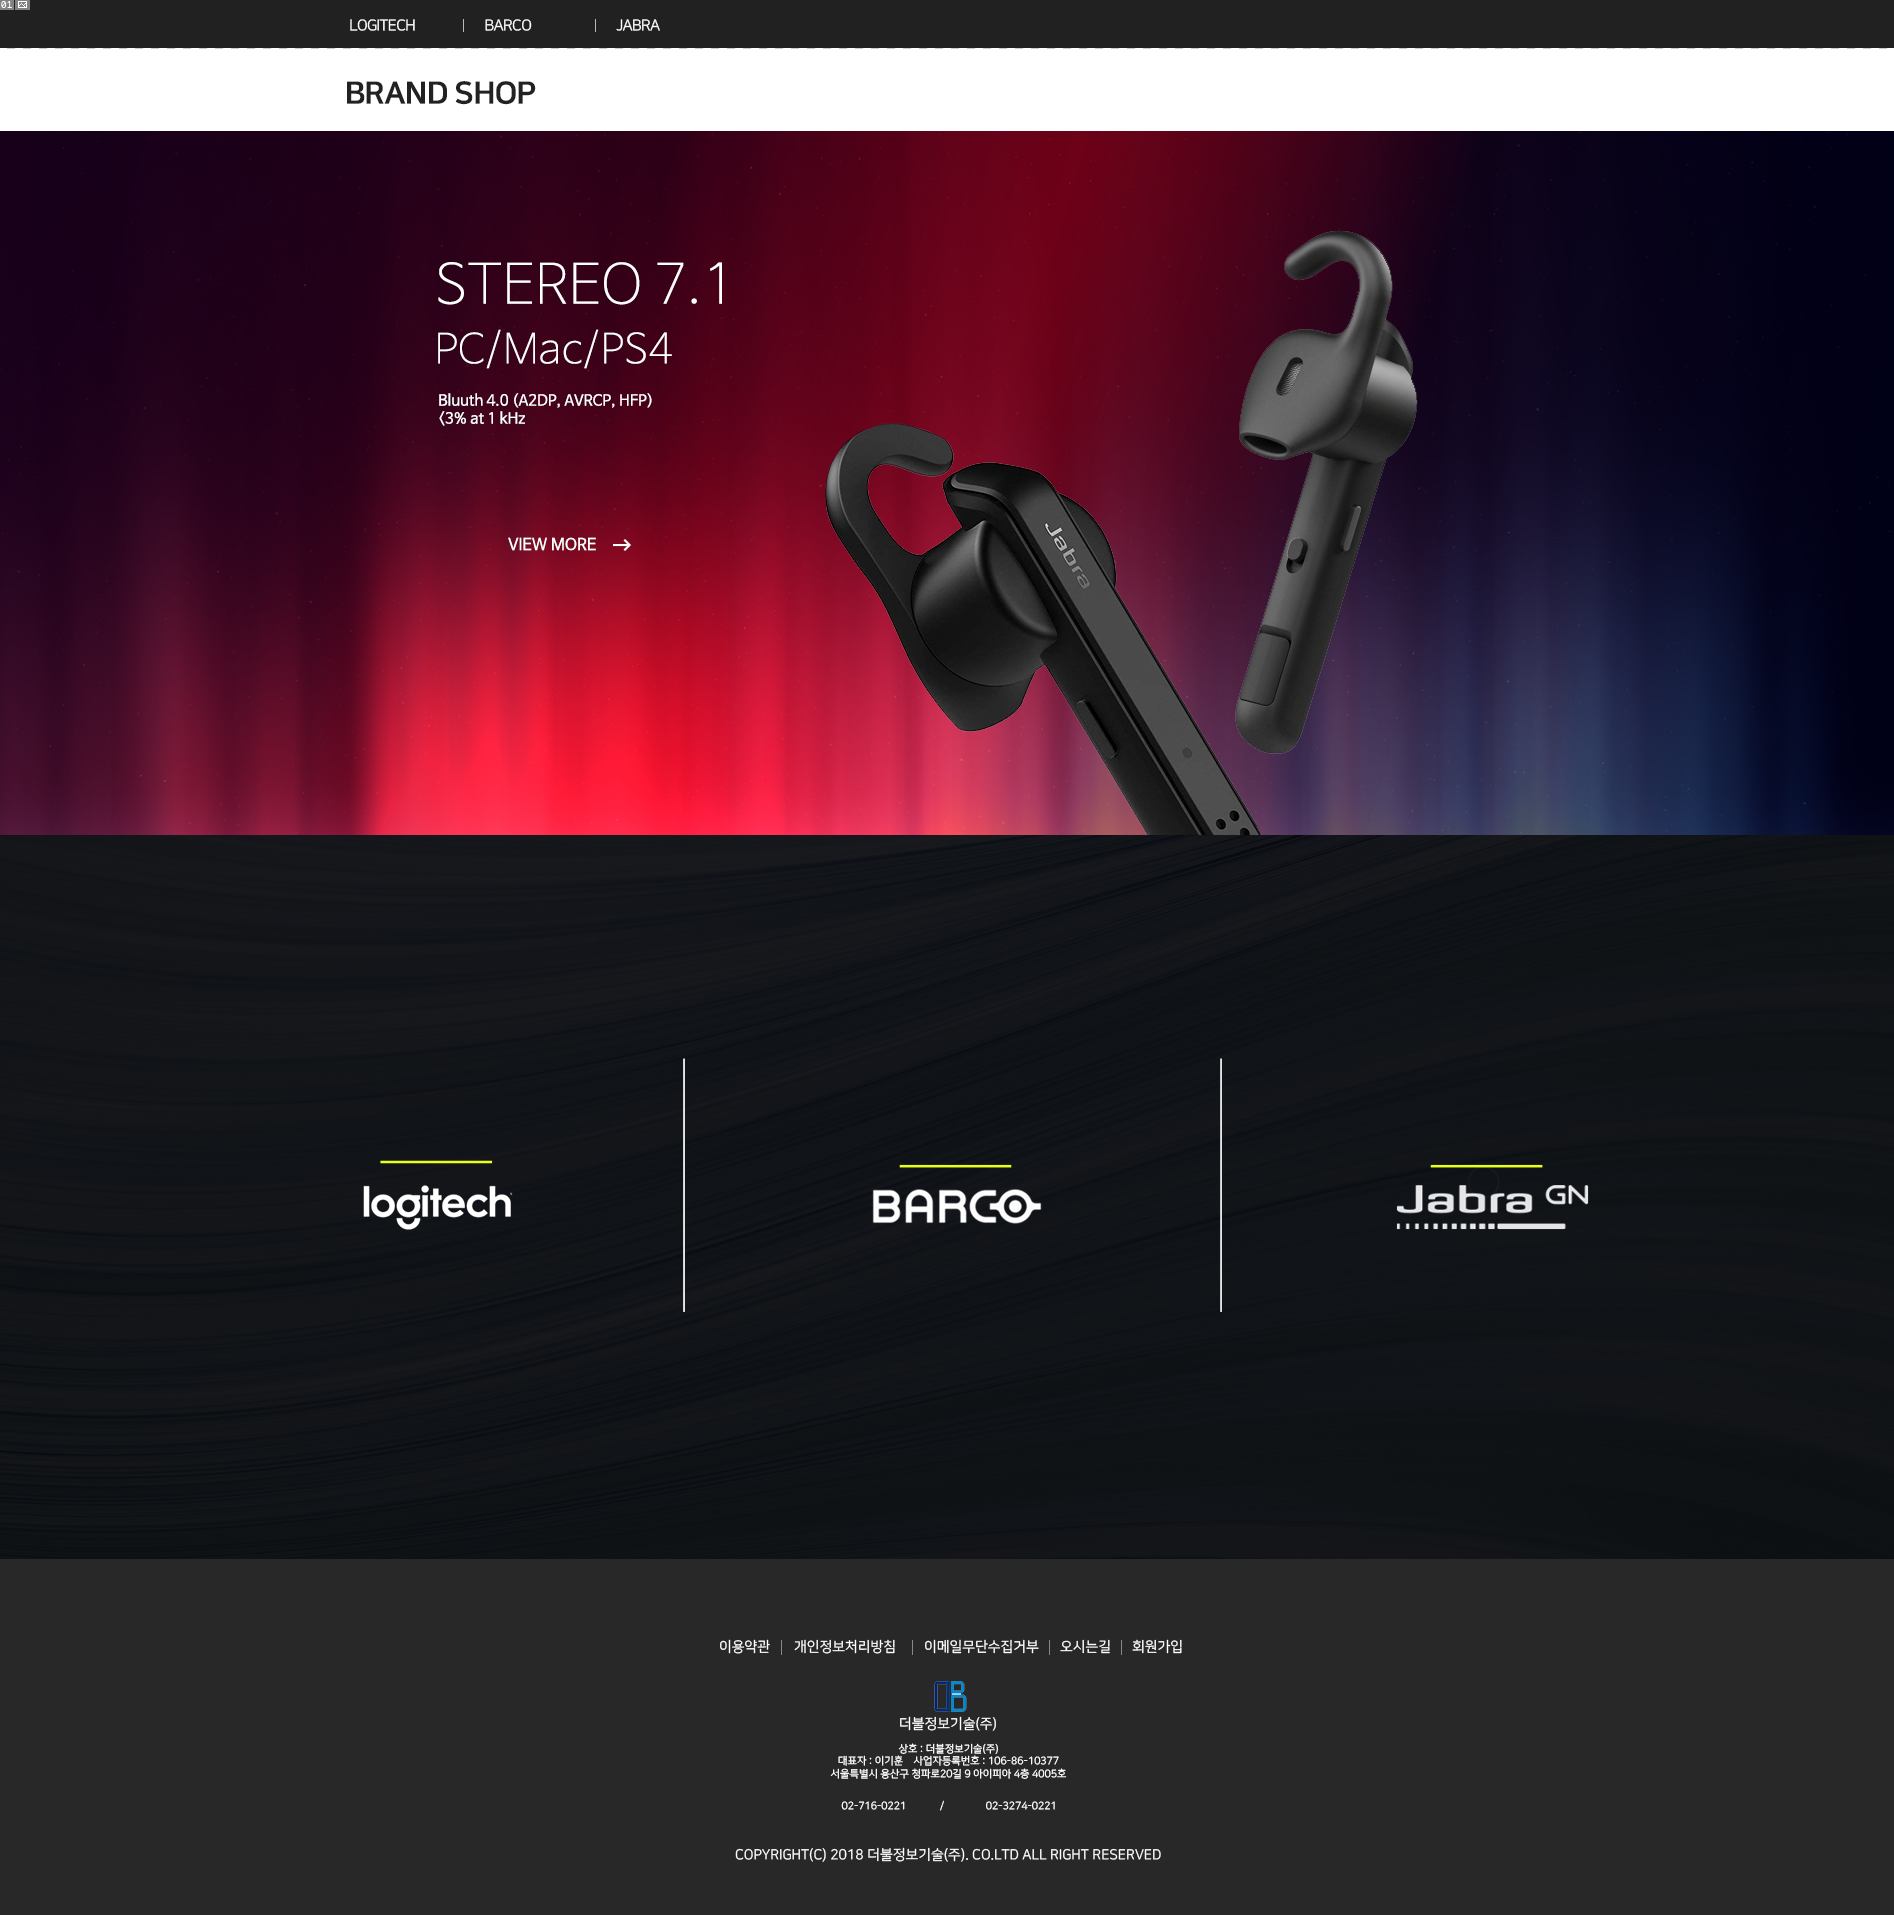 01
LOGITECH | BARCO | JABRA
BRAND SHOP
STEREO 7.1
PC/Mac/PS4
Bluuth 4.0 (A2DP, AVRCP, HFP)
〈3% at 1 kHz
VIEW MORE →
Jabra
logitech
BARCO
Jabra GN
이용약관 | 개인정보처리방침 | 이메일무단수집거부 | 오시는길 | 회원가입
더불정보기술(주)
상호 : 더불정보기술(주)
대표자 : 이기훈 사업자등록번호 : 106-86-10377
서울특별시 용산구 청파로20길 9 아이피아 4층 4005호
02-716-0221 / 02-3274-0221
COPYRIGHT(C) 2018 더불정보기술(주). CO.LTD ALL RIGHT RESERVED